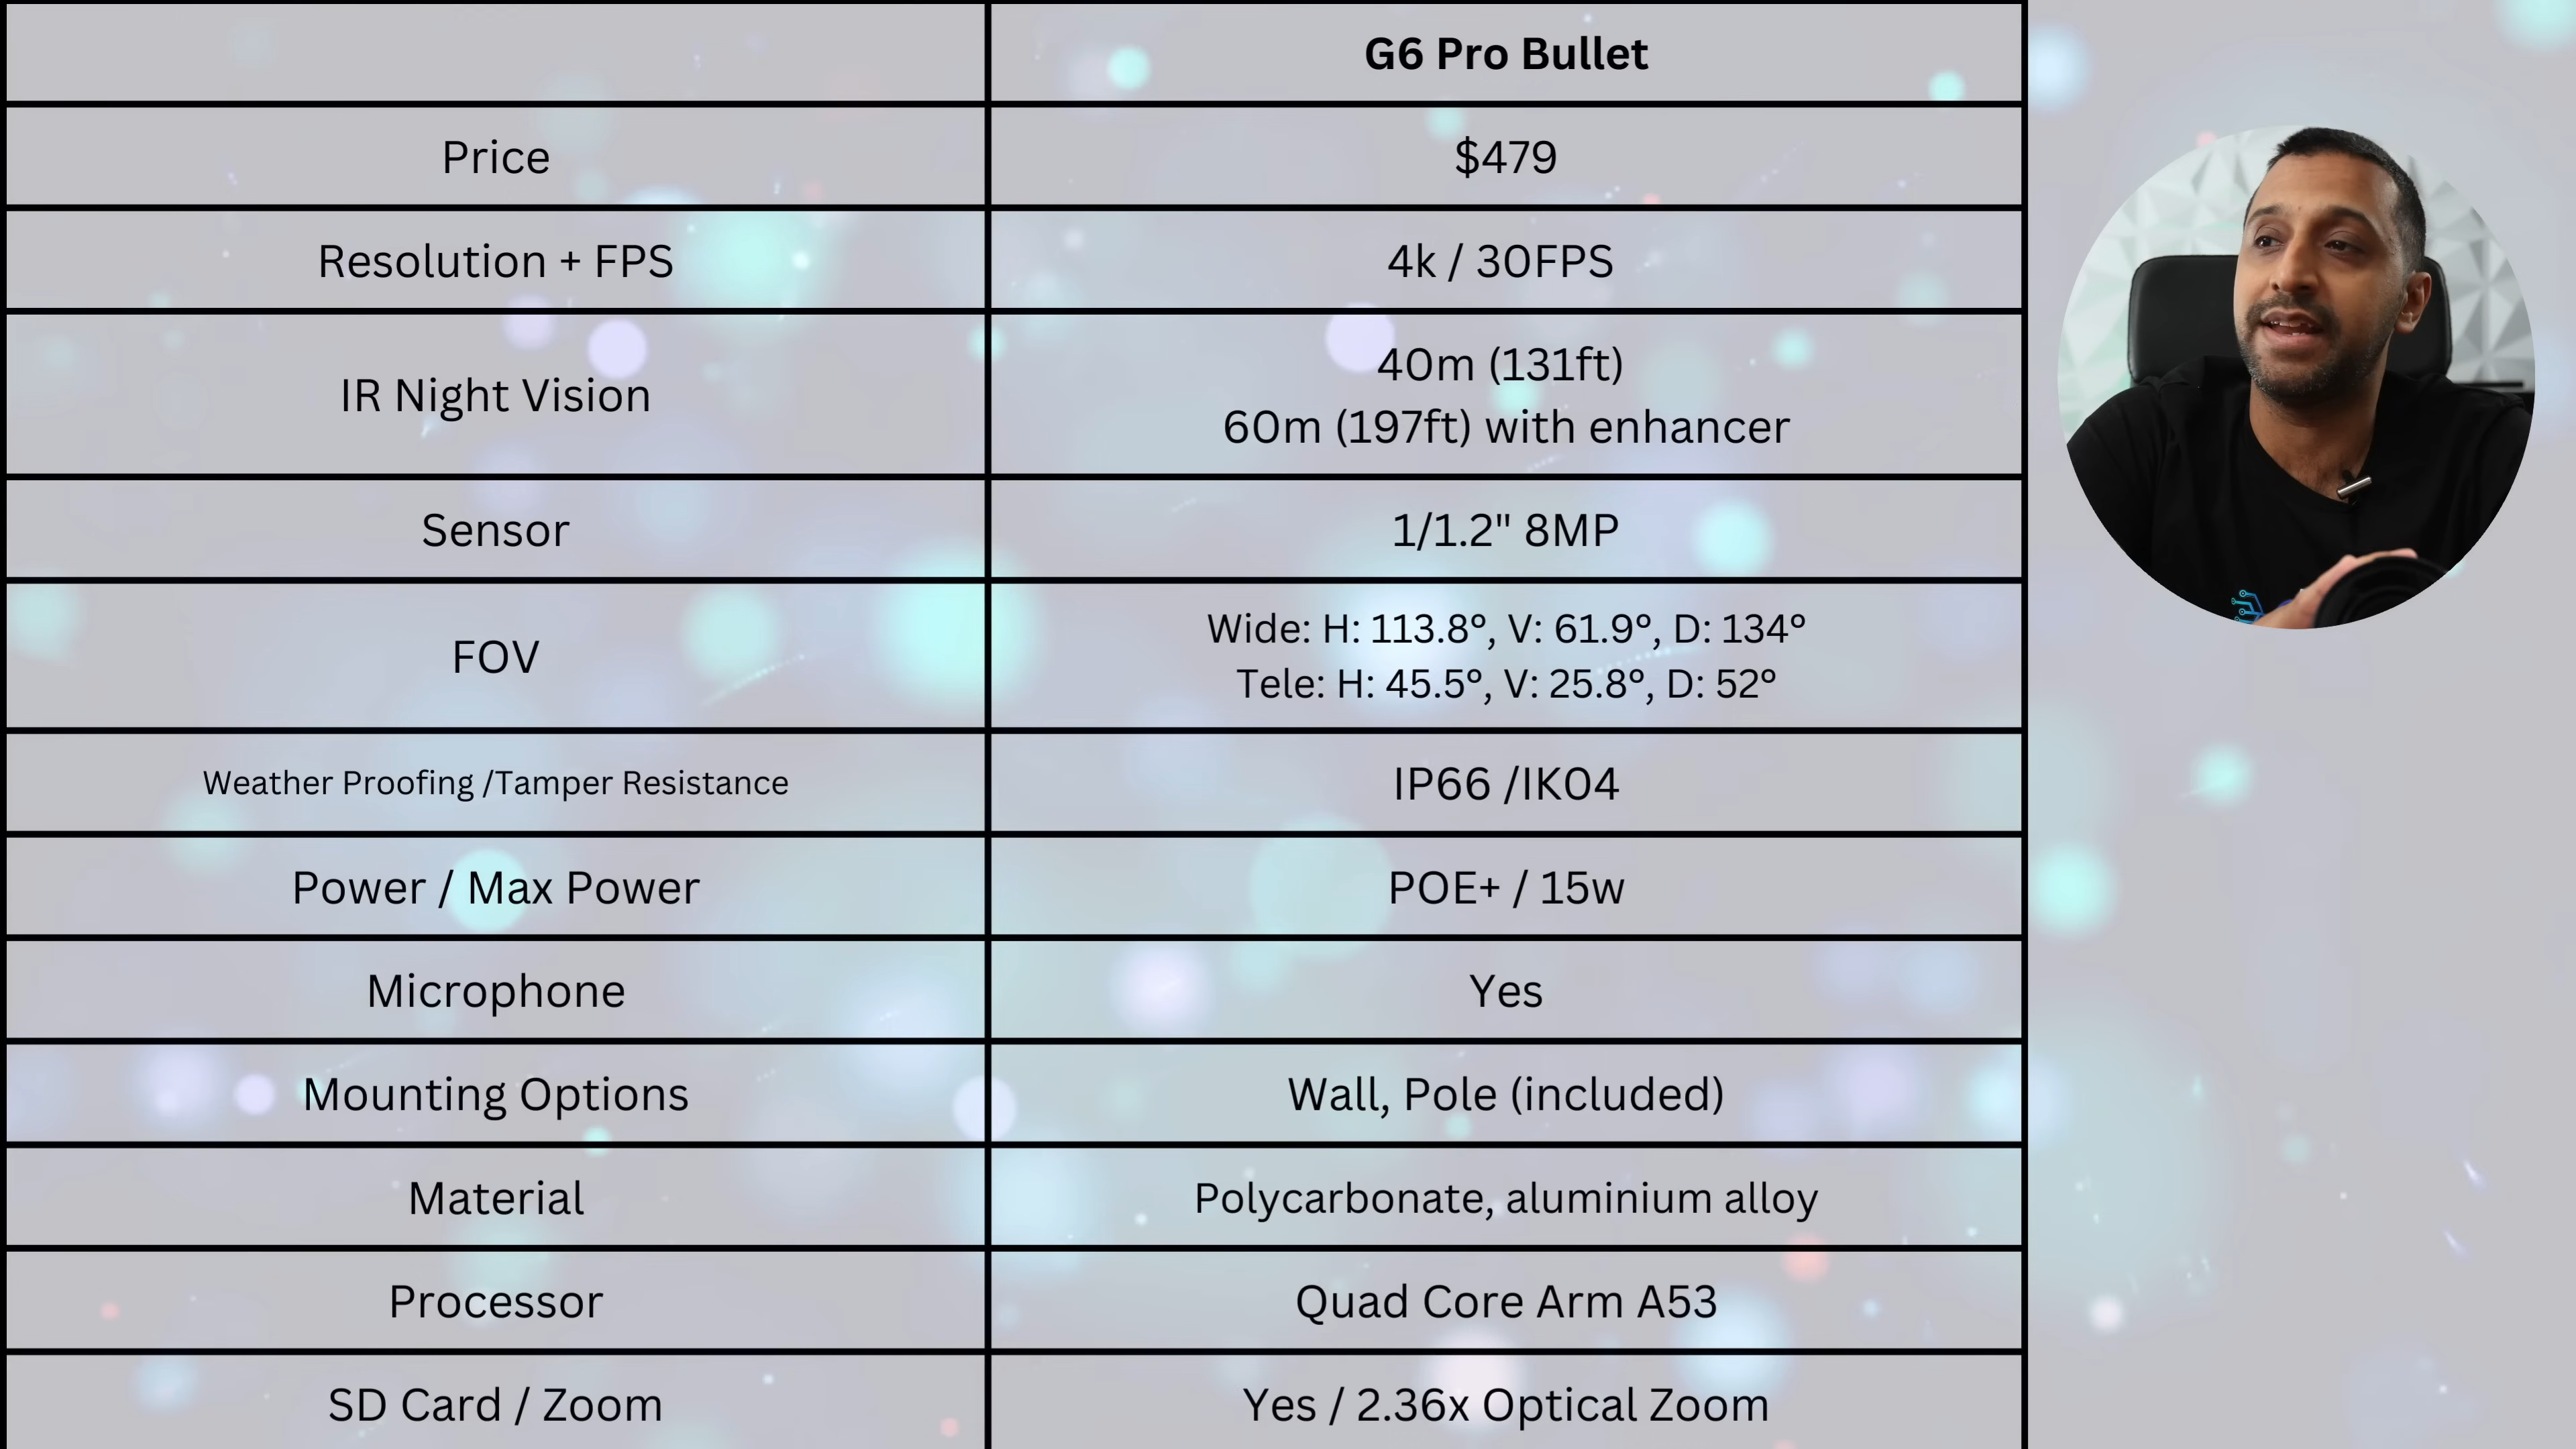 G6 Pro Bullet
Price
$479
Resolution + FPS
4k / 30FPS
IR Night Vision
40m (131ft)
60m (197ft) with enhancer
Sensor
1/1.2" 8MP
FOV
Wide: H: 113.8°, V: 61.9°, D: 134°
Tele: H: 45.5°, V: 25.8°, D: 52°
Weather Proofing /Tamper Resistance
IP66 /IK04
Power / Max Power
POE+ / 15w
Microphone
Yes
Mounting Options
Wall, Pole (included)
Material
Polycarbonate, aluminium alloy
Processor
Quad Core Arm A53
SD Card / Zoom
Yes / 2.36x Optical Zoom